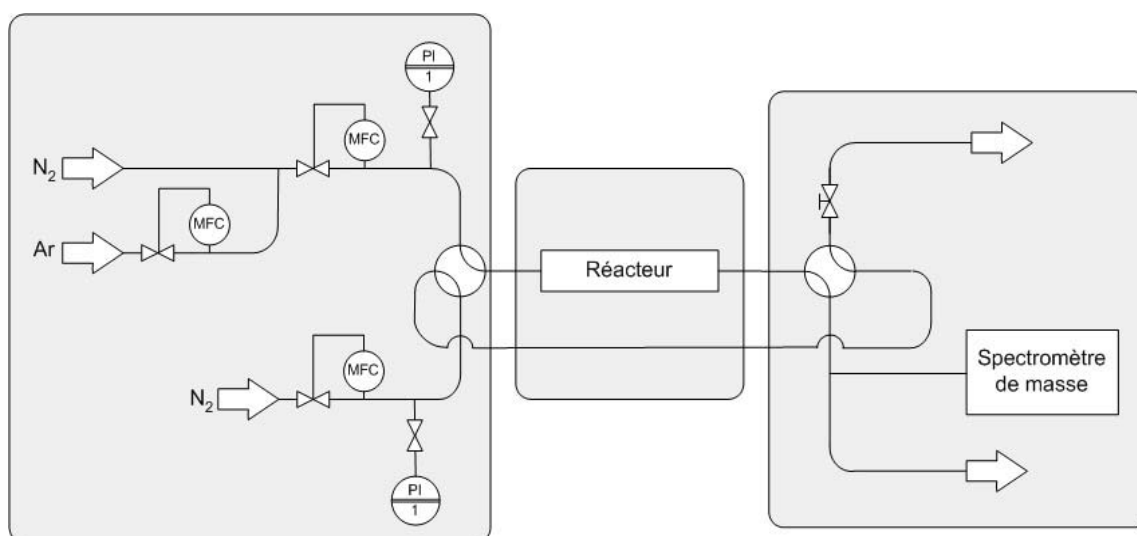 PI
1
MFC
N2
MFC
Ar
Réacteur
MFC
N2
Spectromètre
de masse
PI
1